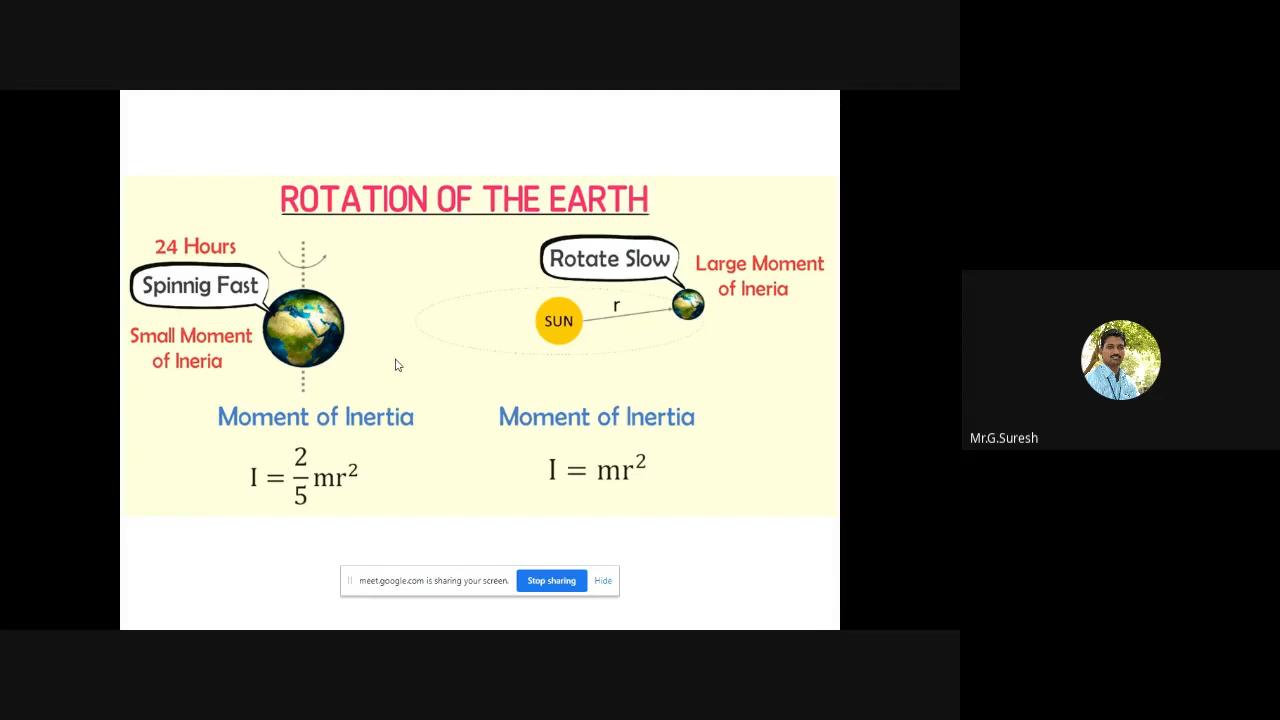 ROTATION OF THE EARTH
24 Hours
Spinnig Fast
Small Moment
of Ineria
Rotate Slow
Large Moment
of Ineria
SUN
r
Moment of Inertia
I = 2/5 mr²
Moment of Inertia
I = mr²
meet.google.com is sharing your screen.
Stop sharing
Hide
Mr.G.Suresh